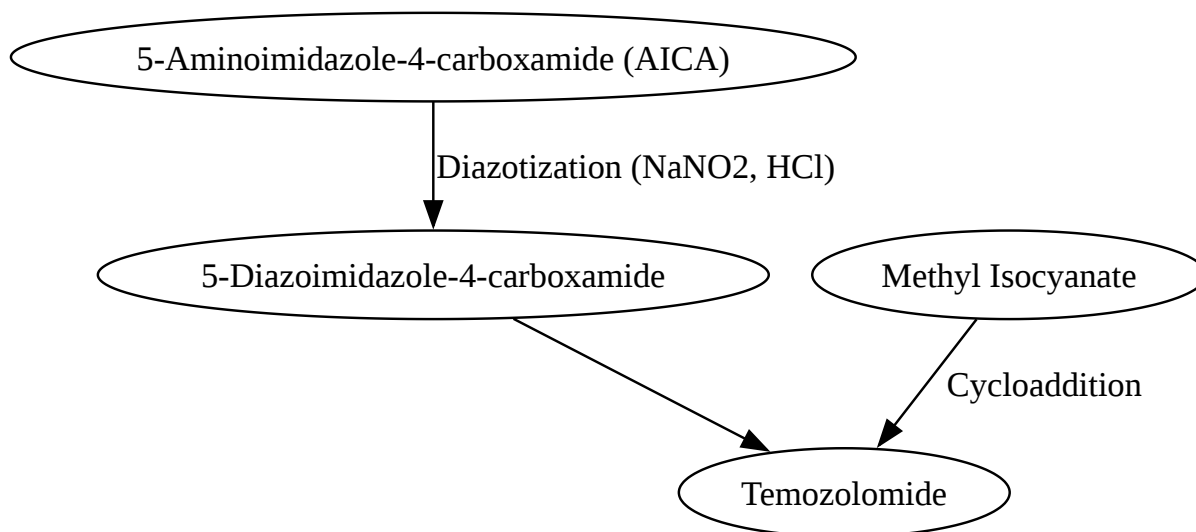 5-Aminoimidazole-4-carboxamide (AICA)
Diazotization (NaNO2, HCl)
5-Diazoimidazole-4-carboxamide
Methyl Isocyanate
Cycloaddition
Temozolomide